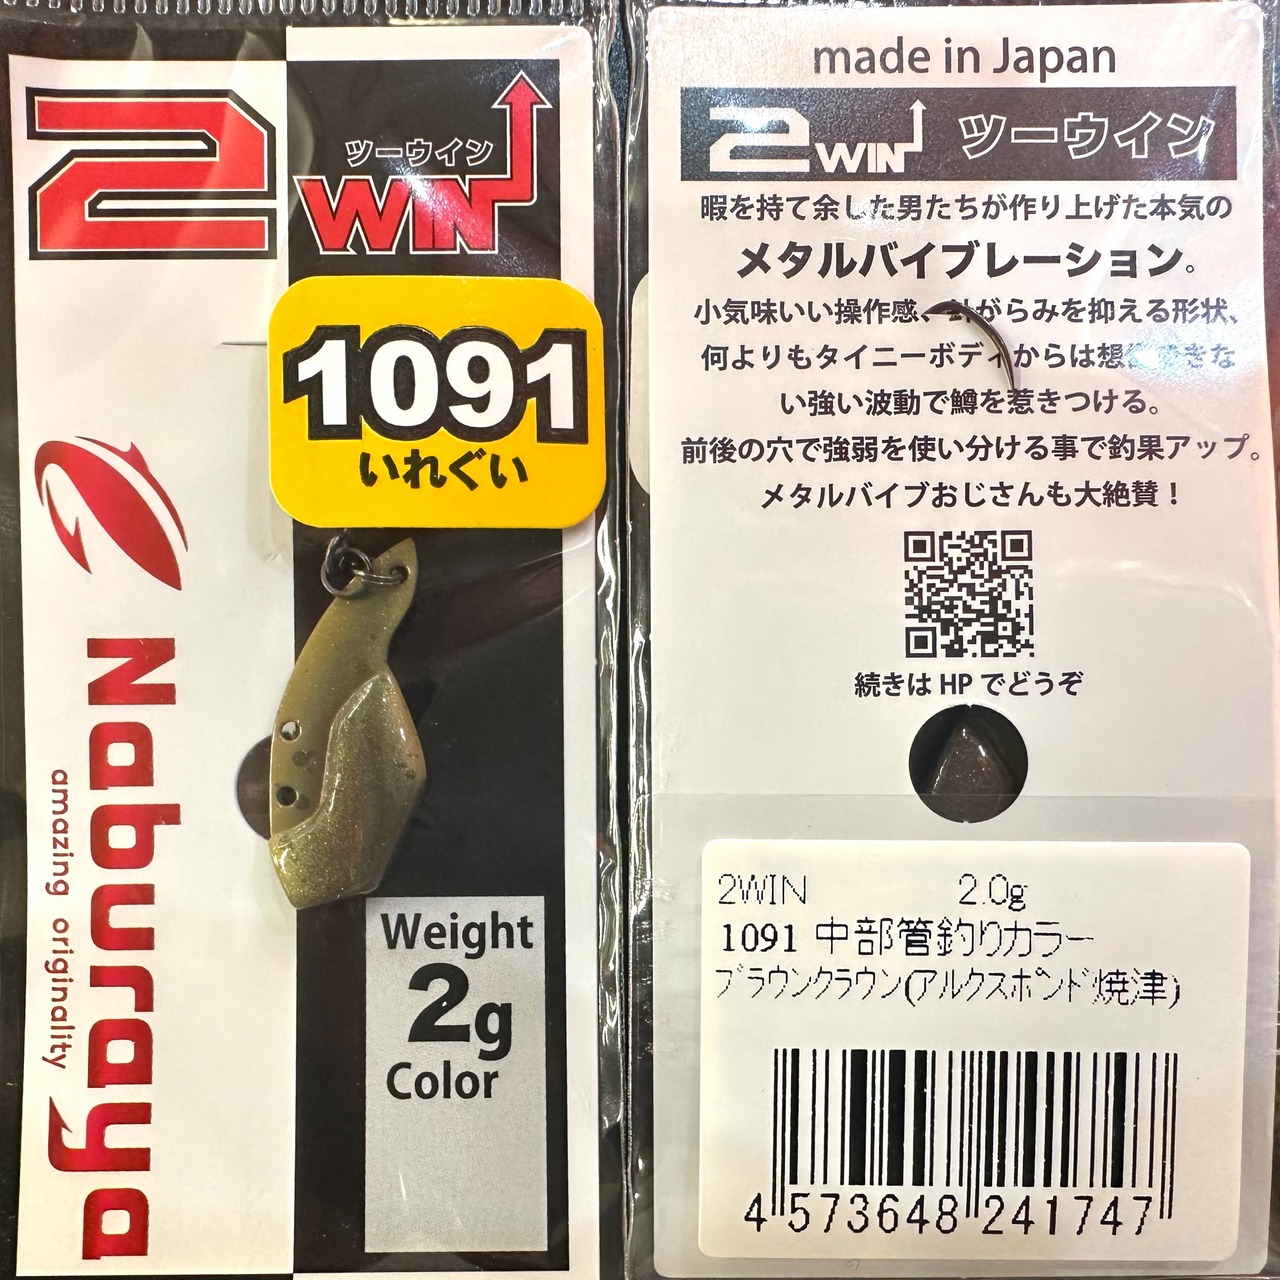 2
ツーウイン
WIN
1091
いれぐい
Naburaya
amazing originality
Weight
2g
Color
made in Japan
2WIN ツーウイン
暇を持て余した男たちが作り上げた本気の
メタルバイブレーション。
小気味いい操作感、針がらみを抑える形状、
何よりもタイニーボディからは想像できな
い強い波動で鱒を惹きつける。
前後の穴で強弱を使い分ける事で釣果アップ。
メタルバイブおじさんも大絶賛！
続きは HP でどうぞ
2WIN 2.0g
1091 中部管釣りカラー
ブラウンクラウン(アルクスポンド焼津)
4 573648 241747